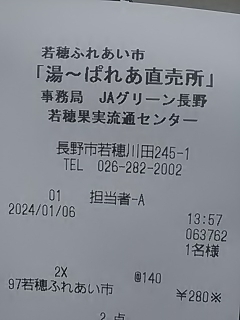 若穂ふれあい市
「湯～ぱれあ直売所」
事務局 JAグリーン長野
若穂果実流通センター
長野市若穂川田245-1
TEL 026-282-2002
01 担当者-A
2024/01/06 13:57
063762
1名様
2X @140
97若穂ふれあい市 ¥280※
2 点